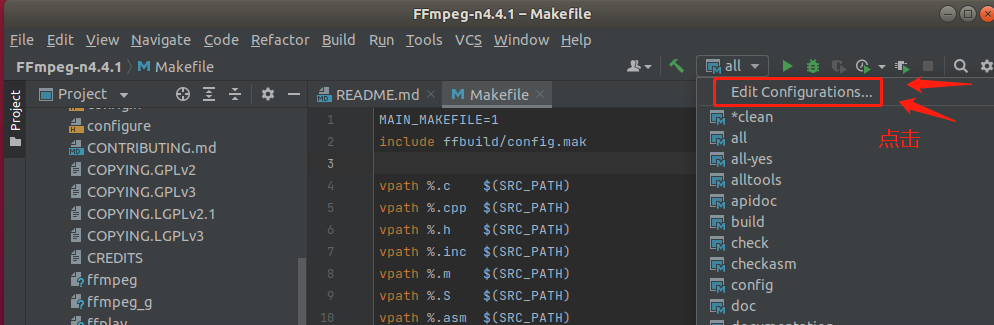 FFmpeg-n4.4.1 – Makefile
File Edit View Navigate Code Refactor Build Run Tools VCS Window Help
FFmpeg-n4.4.1 Makefile all
Project
Project
configure
CONTRIBUTING.md
COPYING.GPLv2
COPYING.GPLv3
COPYING.LGPLv2.1
COPYING.LGPLv3
CREDITS
ffmpeg
ffmpeg_g
ffplay
README.md Makefile
1 MAIN_MAKEFILE=1
2 include ffbuild/config.mak
3
4 vpath %.c $(SRC_PATH)
5 vpath %.cpp $(SRC_PATH)
6 vpath %.h $(SRC_PATH)
7 vpath %.inc $(SRC_PATH)
8 vpath %.m $(SRC_PATH)
9 vpath %.S $(SRC_PATH)
10 vpath %.asm $(SRC_PATH)
Edit Configurations...
点击
*clean
all
all-yes
alltools
apidoc
build
check
checkasm
config
doc
documentation